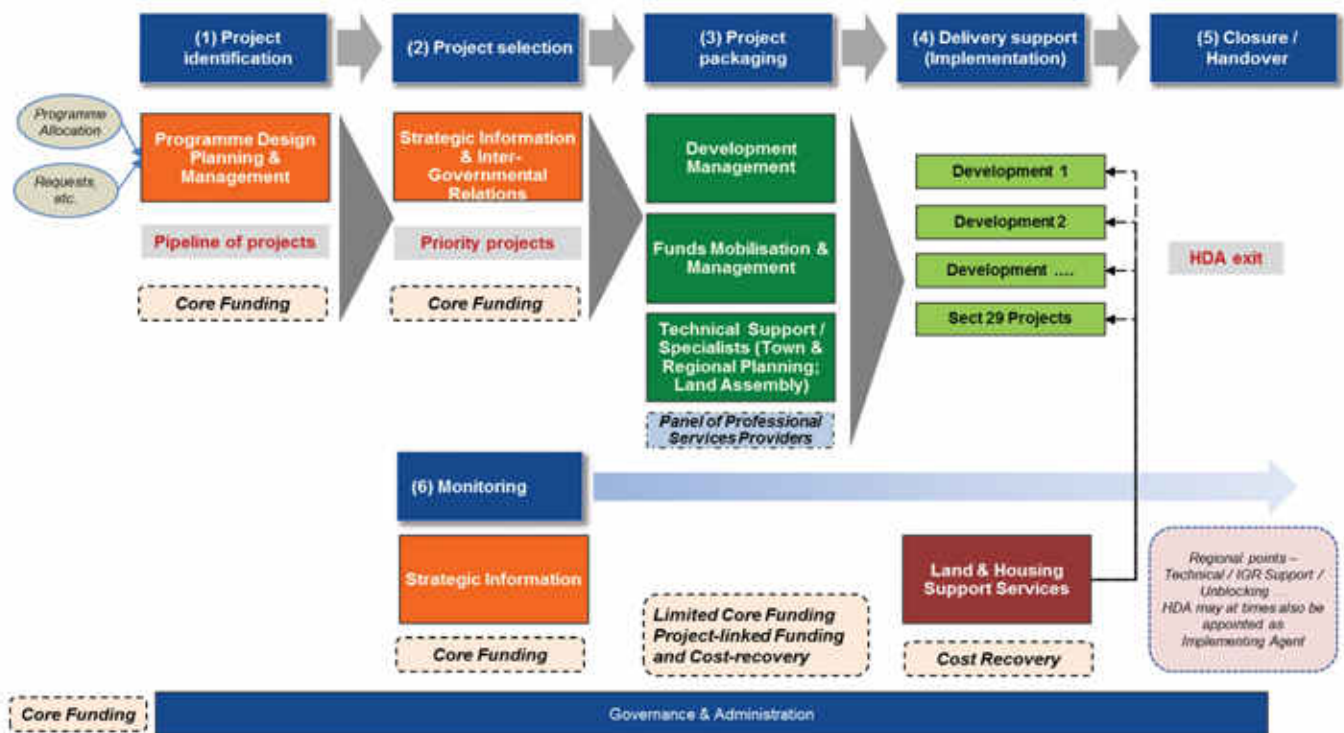 (1) Project
identification
(2) Project selection
(3) Project
packaging
(4) Delivery support
(Implementation)
(5) Closure /
Handover
Programme
Allocation
Requests
etc.
Programme Design
Planning &
Management
Strategic Information
& Inter-
Governmental
Relations
Development
Management
Development 1
Development 2
Development ....
Sect 29 Projects
Pipeline of projects
Priority projects
Funds Mobilisation &
Management
HDA exit
Core Funding
Core Funding
Technical Support /
Specialists (Town &
Regional Planning;
Land Assembly)
Panel of Professional
Services Providers
(6) Monitoring
Strategic Information
Core Funding
Limited Core Funding
Project-linked Funding
and Cost-recovery
Land & Housing
Support Services
Cost Recovery
Regional points –
Technical / IGR Support /
Unblocking
HDA may at times also be
appointed as
Implementing Agent
Core Funding
Governance & Administration